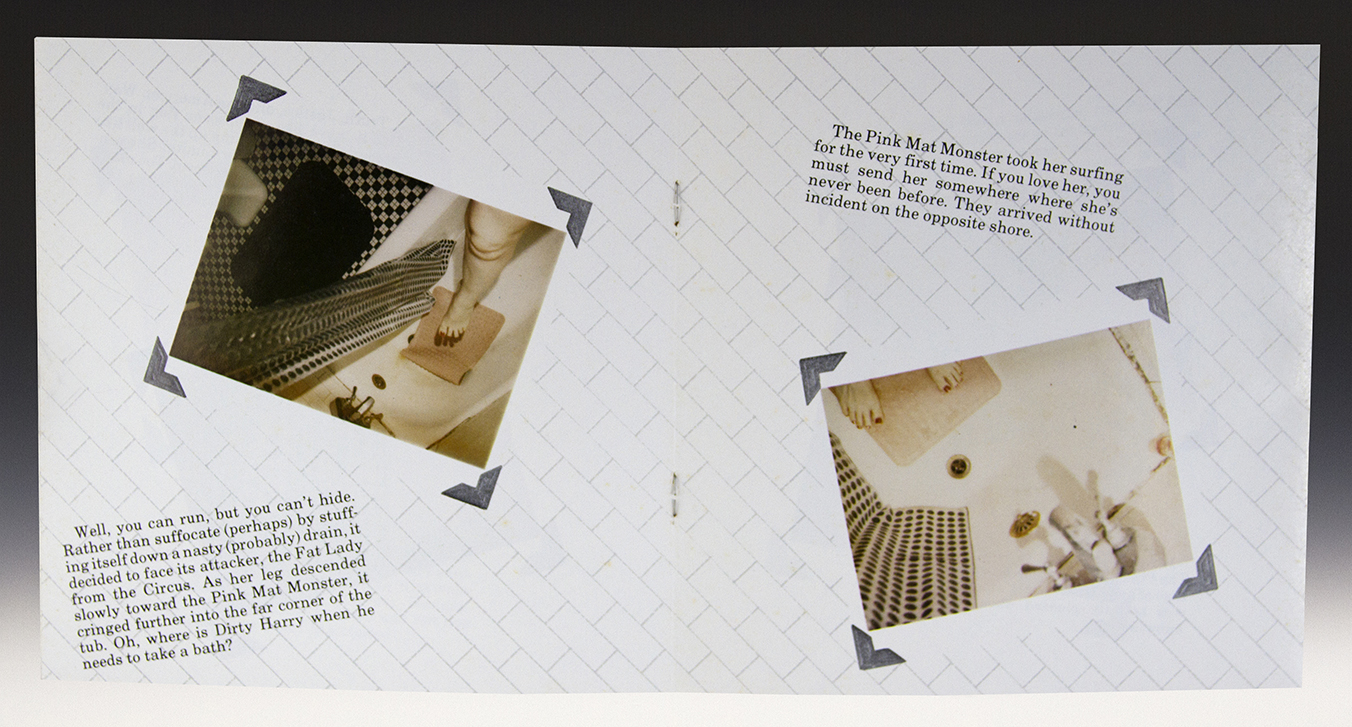 Well, you can run, but you can't hide.
Rather than suffocate (perhaps) by stuff-
ing itself down a nasty (probably) drain, it
decided to face its attacker, the Fat Lady
from the Circus. As her leg descended
slowly toward the Pink Mat Monster, it
cringed further into the far corner of the
tub. Oh, where is Dirty Harry when he
needs to take a bath?
The Pink Mat Monster took her surfing
for the very first time. If you love her, you
must send her somewhere where she's
never been before. They arrived without
incident on the opposite shore.